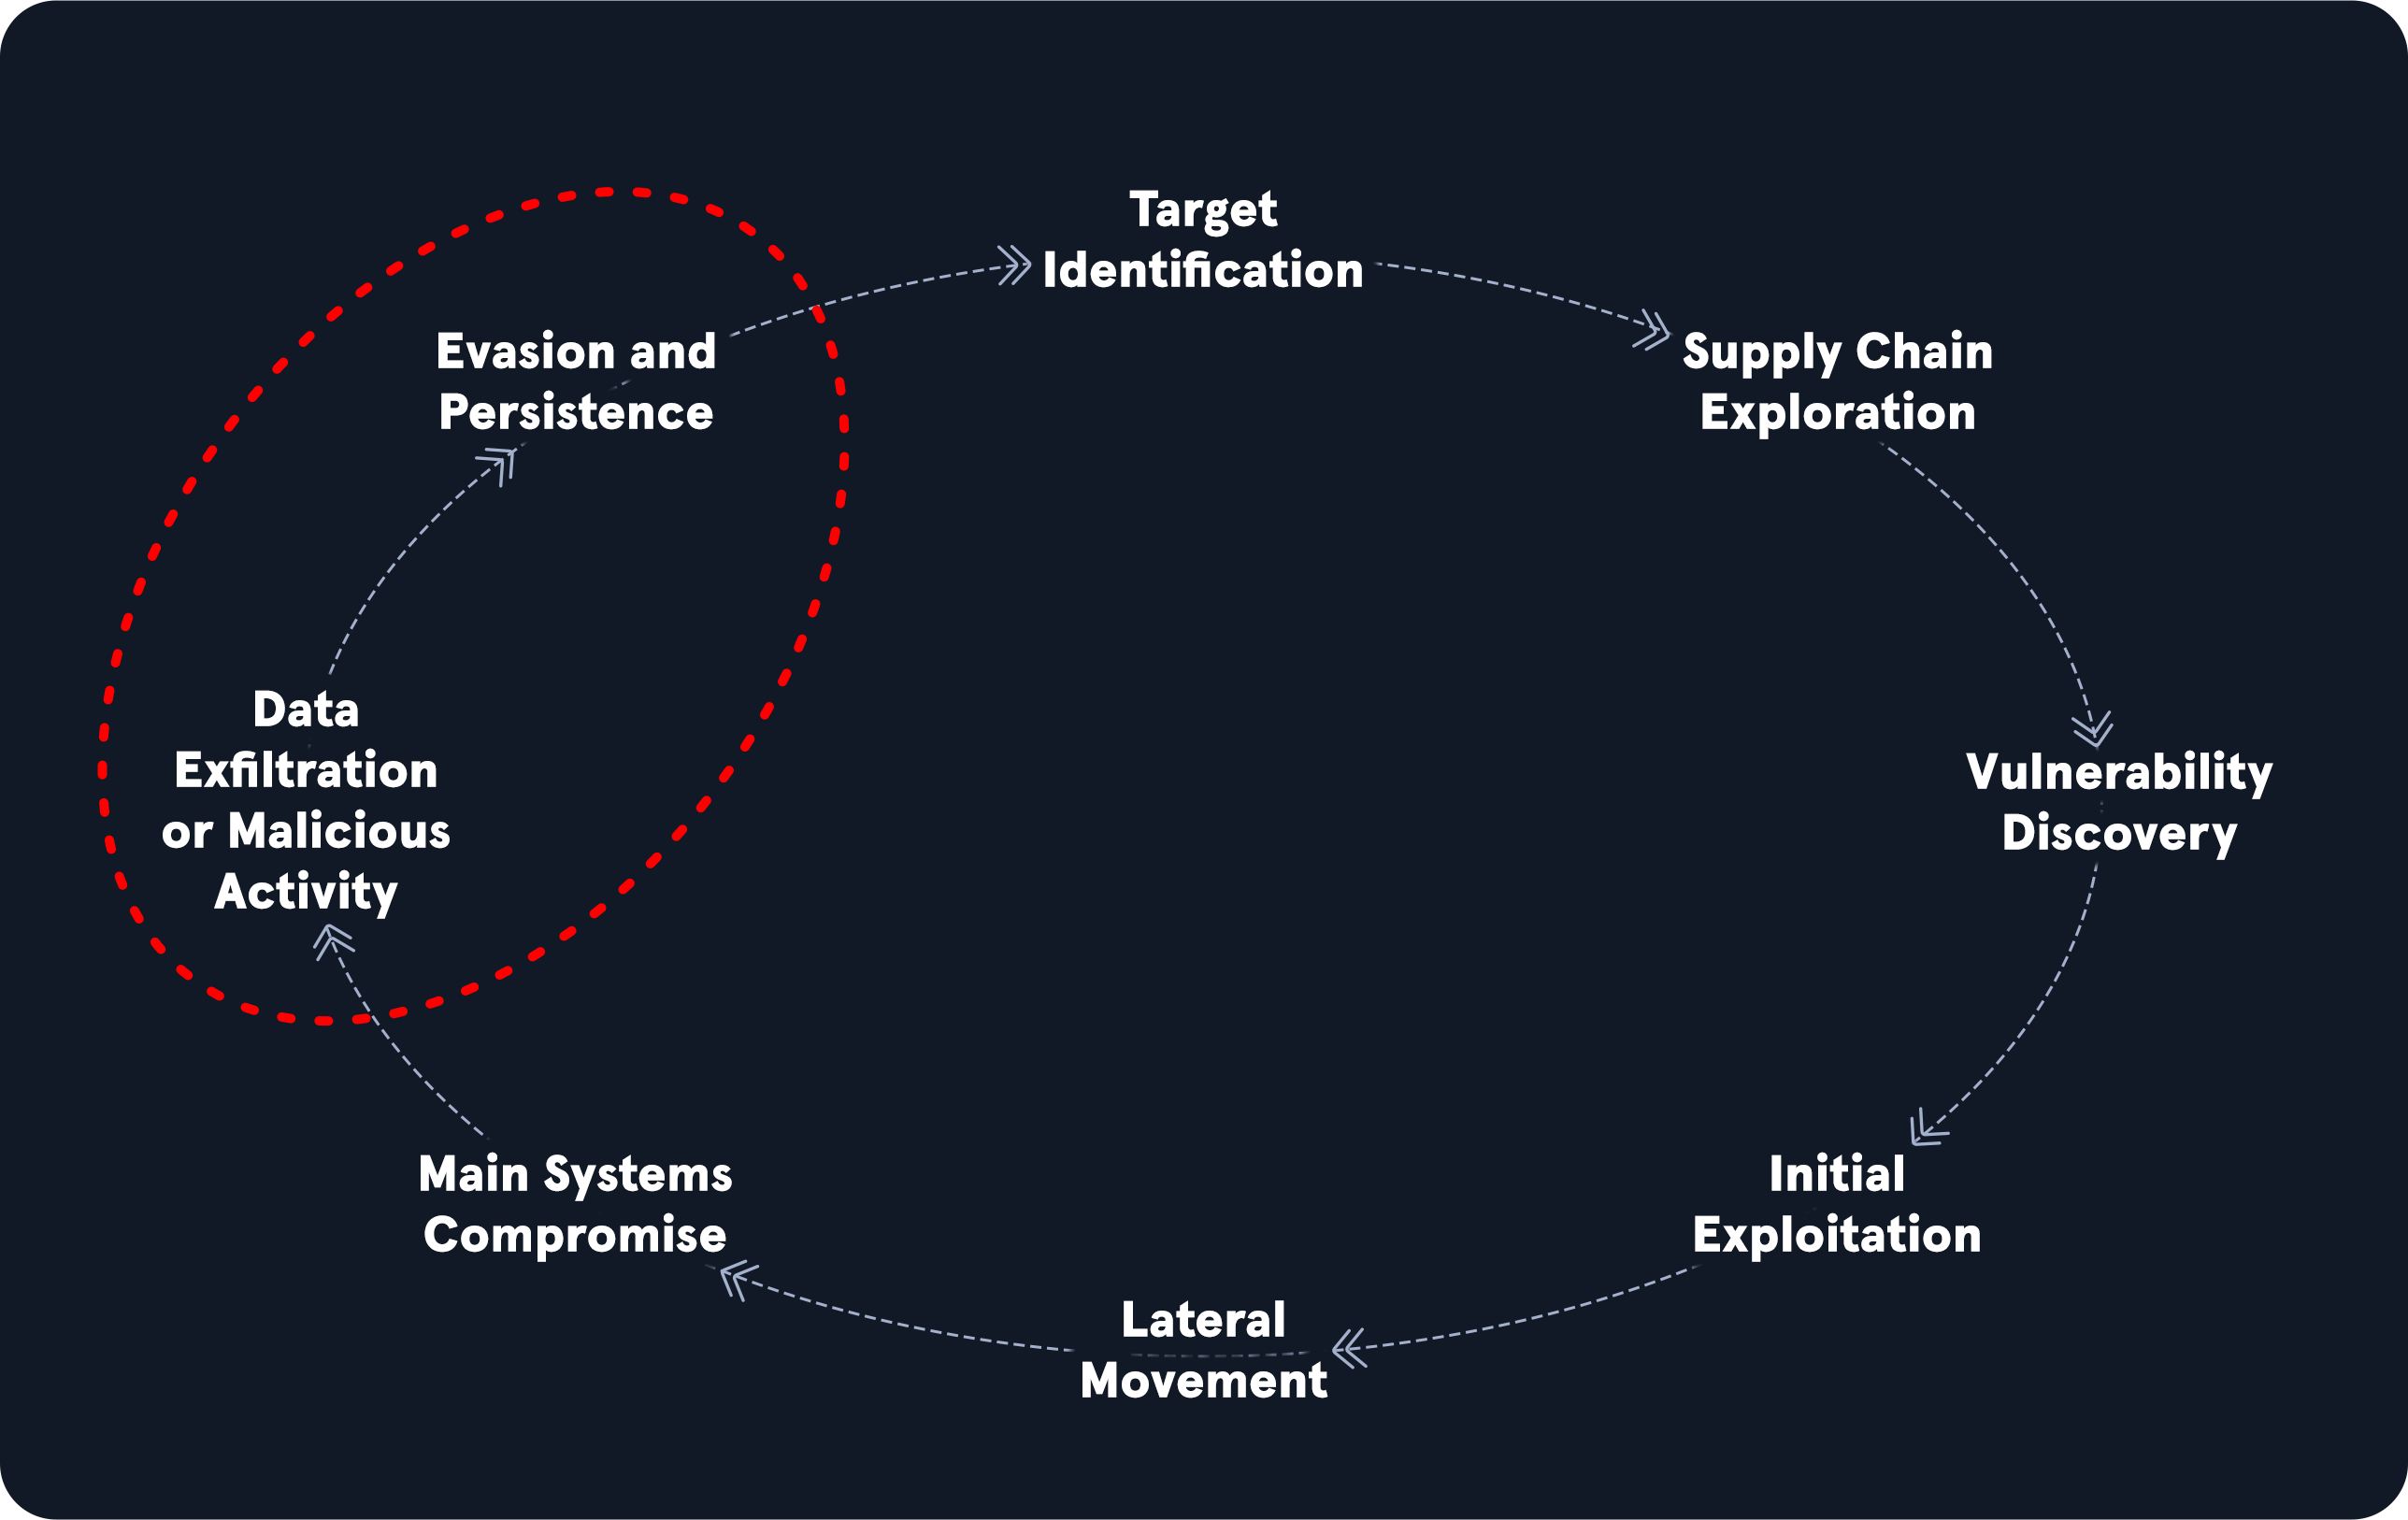 Target
Identification
Supply Chain
Exploration
Vulnerability
Discovery
Initial
Exploitation
Lateral
Movement
Main Systems
Compromise
Data
Exfiltration
or Malicious
Activity
Evasion and
Persistence